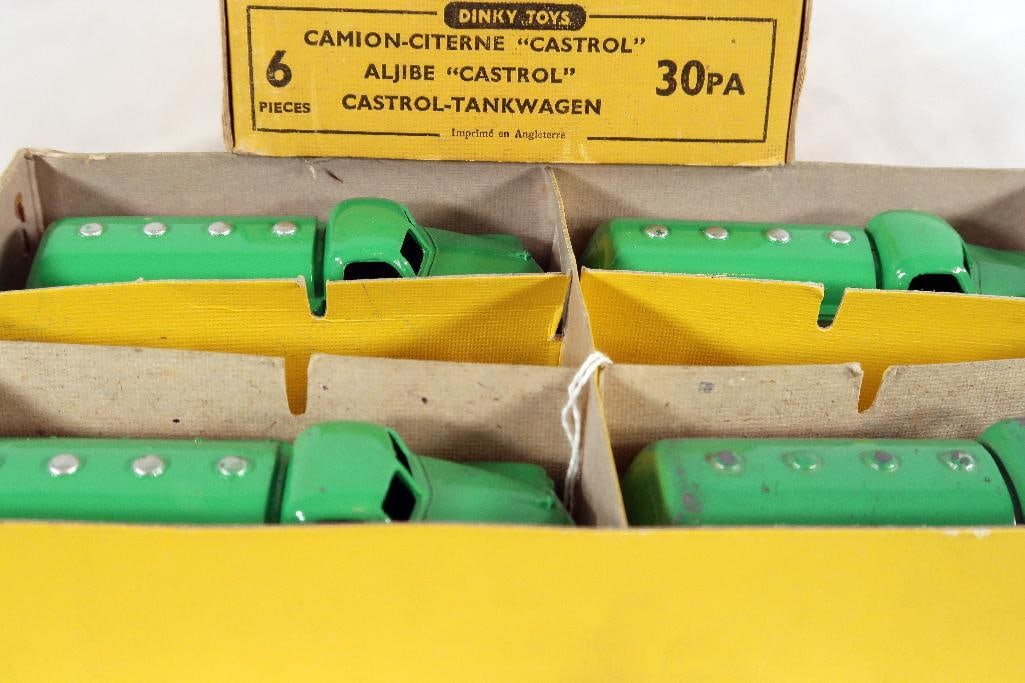 DINKY TOYS
CAMION-CITERNE “CASTROL”
6 ALJIBE “CASTROL” 30PA
PIECES CASTROL-TANKWAGEN
Imprimé en Angleterre